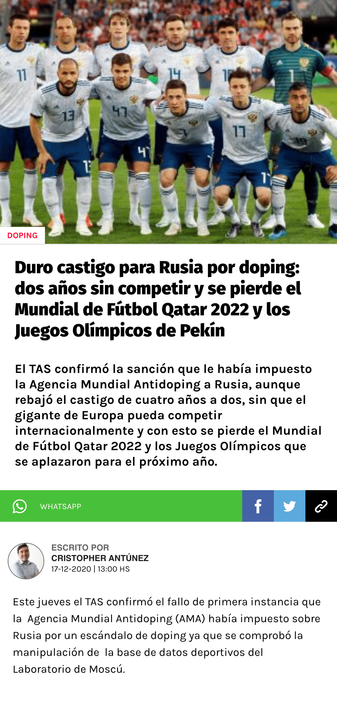 DOPING
Duro castigo para Rusia por doping:
dos años sin competir y se pierde el
Mundial de Fútbol Qatar 2022 y los
Juegos Olímpicos de Pekín
El TAS confirmó la sanción que le había impuesto
la Agencia Mundial Antidoping a Rusia, aunque
rebajó el castigo de cuatro años a dos, sin que el
gigante de Europa pueda competir
internacionalmente y con esto se pierde el Mundial
de Fútbol Qatar 2022 y los Juegos Olímpicos que
se aplazaron para el próximo año.
WHATSAPP
ESCRITO POR
CRISTOPHER ANTÚNEZ
17-12-2020 | 13:00 HS
Este jueves el TAS confirmó el fallo de primera instancia que
la Agencia Mundial Antidoping (AMA) había impuesto sobre
Rusia por un escándalo de doping ya que se comprobó la
manipulación de la base de datos deportivos del
Laboratorio de Moscú.